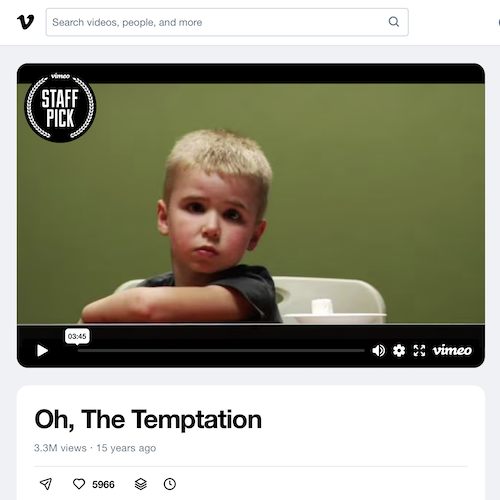 Search videos, people, and more
vimeo
STAFF
PICK
03:45
vimeo
Oh, The Temptation
3.3M views · 15 years ago
5966